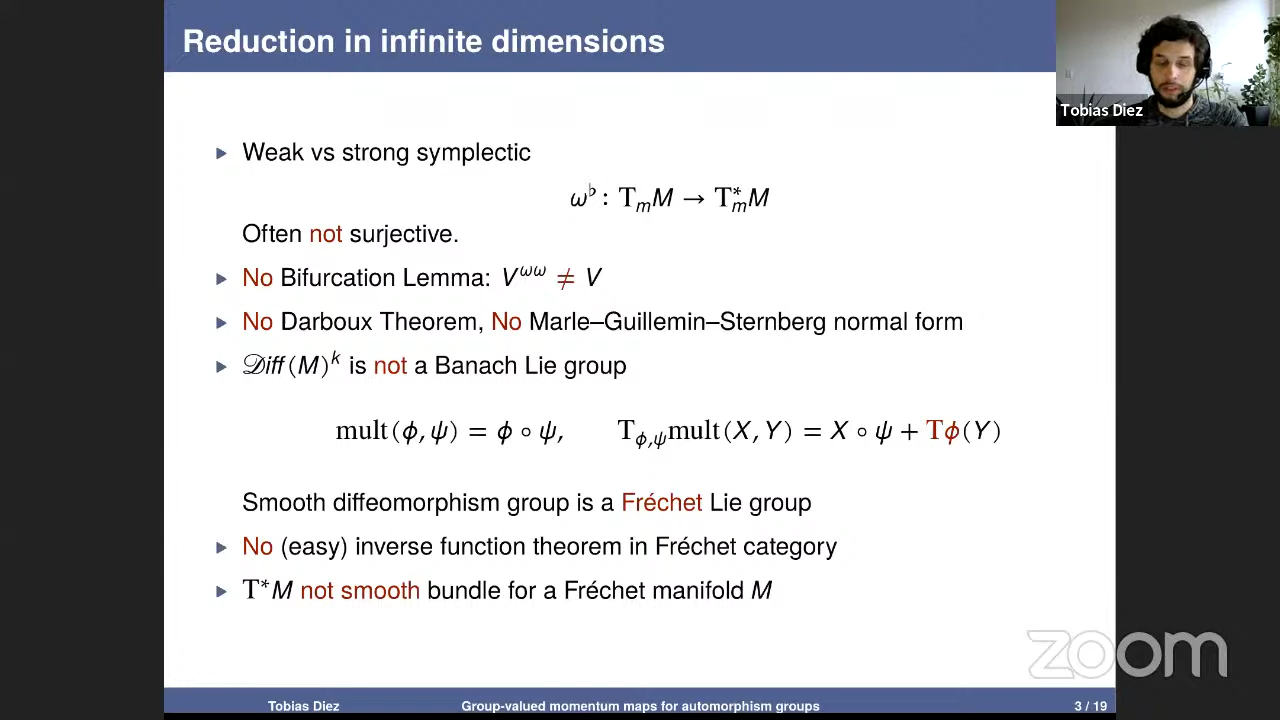 Reduction in infinite dimensions
Tobias Diez
▸ Weak vs strong symplectic
ω♭ : TₘM → T*ₘM
Often not surjective.
▸ No Bifurcation Lemma: V^ωω ≠ V
▸ No Darboux Theorem, No Marle–Guillemin–Sternberg normal form
▸ 𝒟iff(M)ᵏ is not a Banach Lie group
mult(ϕ, ψ) = ϕ ∘ ψ, T_ϕ,ψ mult(X, Y) = X ∘ ψ + Tϕ(Y)
Smooth diffeomorphism group is a Fréchet Lie group
▸ No (easy) inverse function theorem in Fréchet category
▸ T*M not smooth bundle for a Fréchet manifold M
zoom
Tobias Diez Group-valued momentum maps for automorphism groups 3 / 19